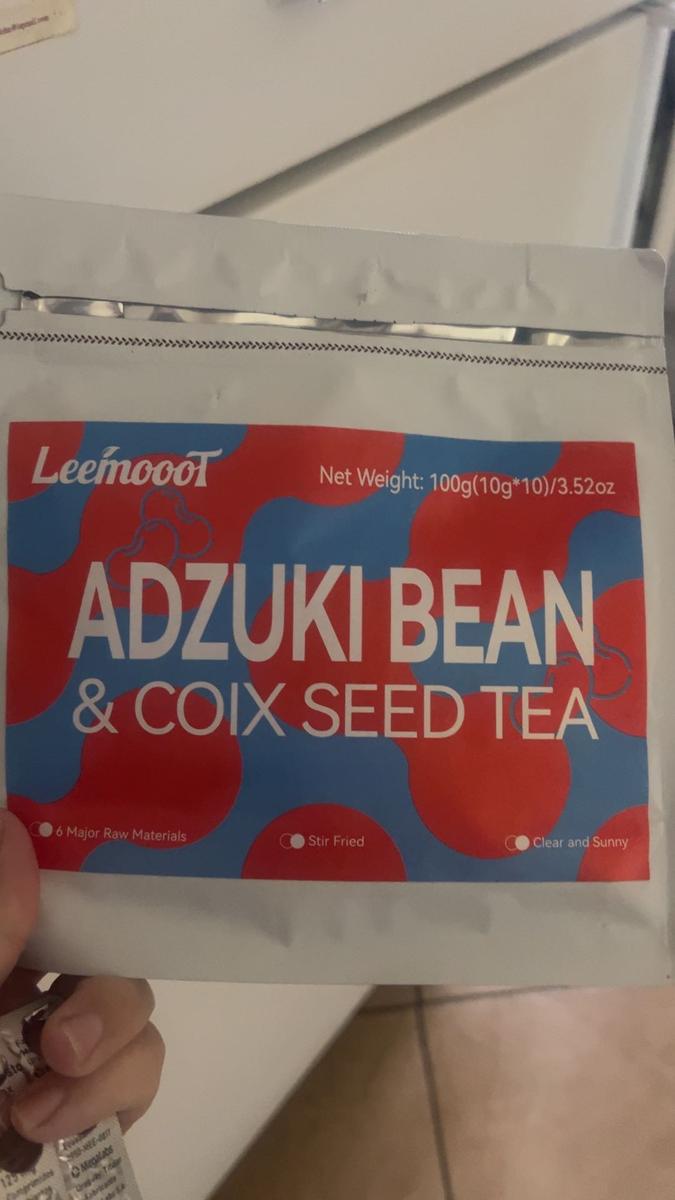 LeemoooT
Net Weight: 100g(10g*10)/3.52oz
ADZUKI BEAN
& COIX SEED TEA
6 Major Raw Materials
Stir Fried
Clear and Sunny
Megalabs